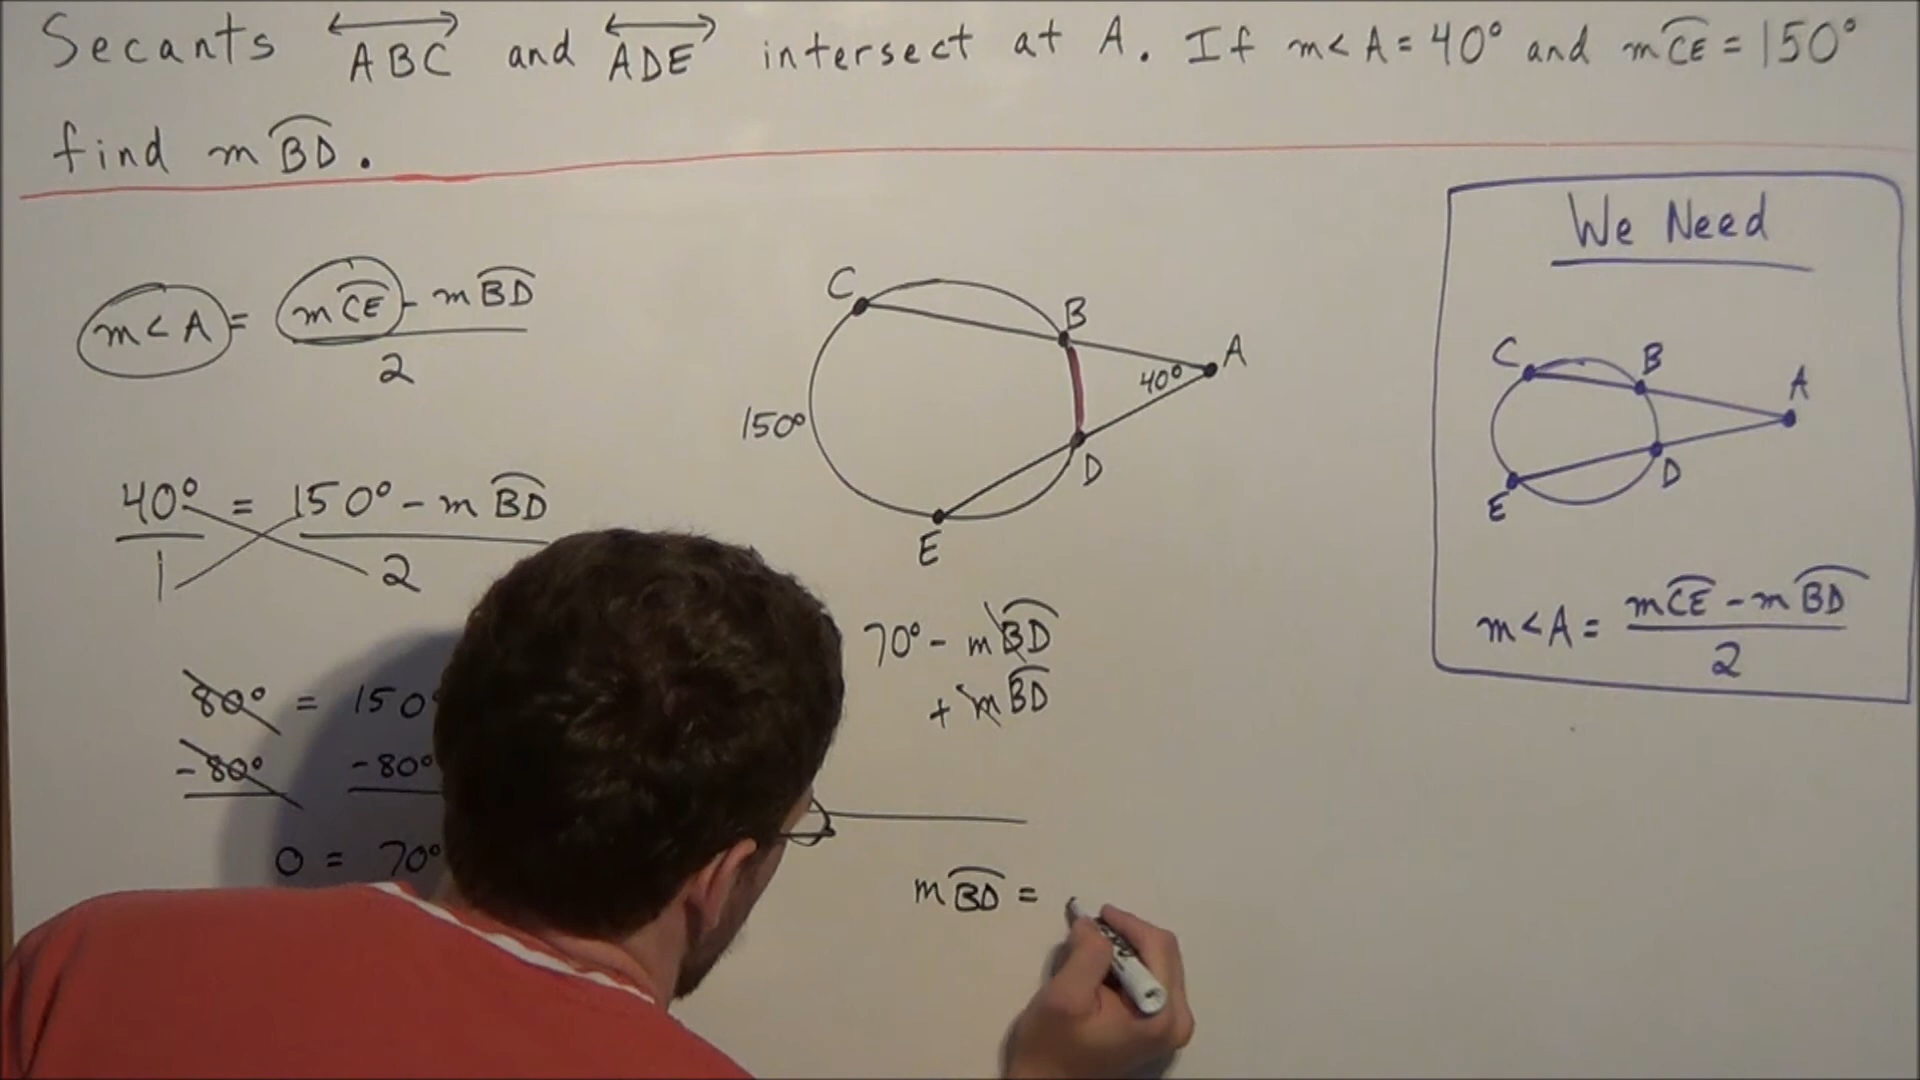 Secants ABC and ADE intersect at A. If m<A = 40° and mCE = 150°
find mBD.
m<A = mCE - mBD
2
40° = 150° - mBD
1 2
80° = 150°
-80° -80°
0 = 70°
C
B
A
40°
150°
D
E
70° - mBD
+ mBD
mBD =
We Need
C
B
A
D
E
m<A = mCE - mBD
2